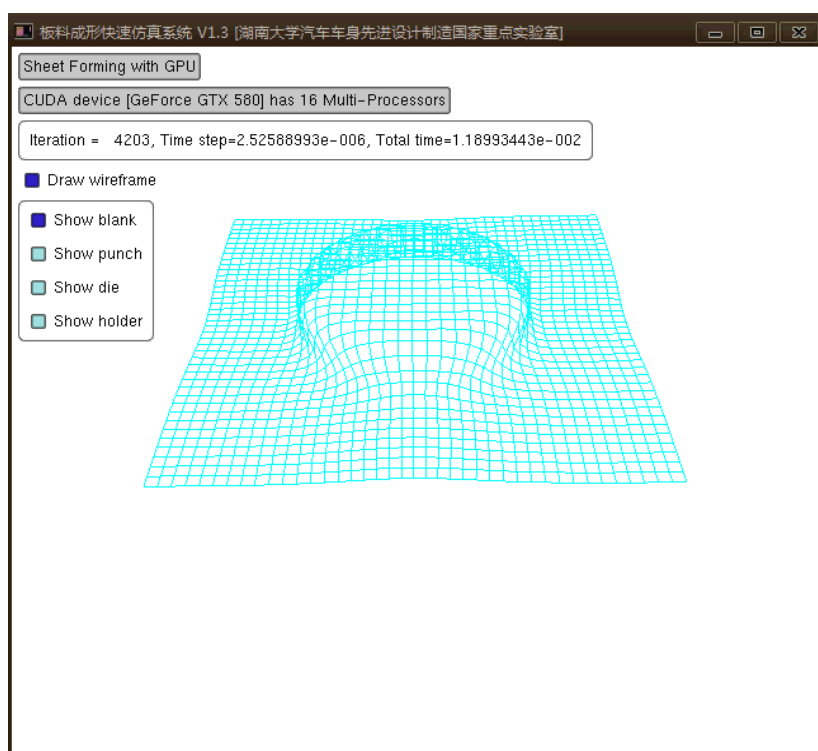 板料成形快速仿真系统 V1.3 [湖南大学汽车车身先进设计制造国家重点实验室]
Sheet Forming with GPU
CUDA device [GeForce GTX 580] has 16 Multi-Processors
Iteration = 4203, Time step=2.52588993e-006, Total time=1.18993443e-002
Draw wireframe
Show blank
Show punch
Show die
Show holder